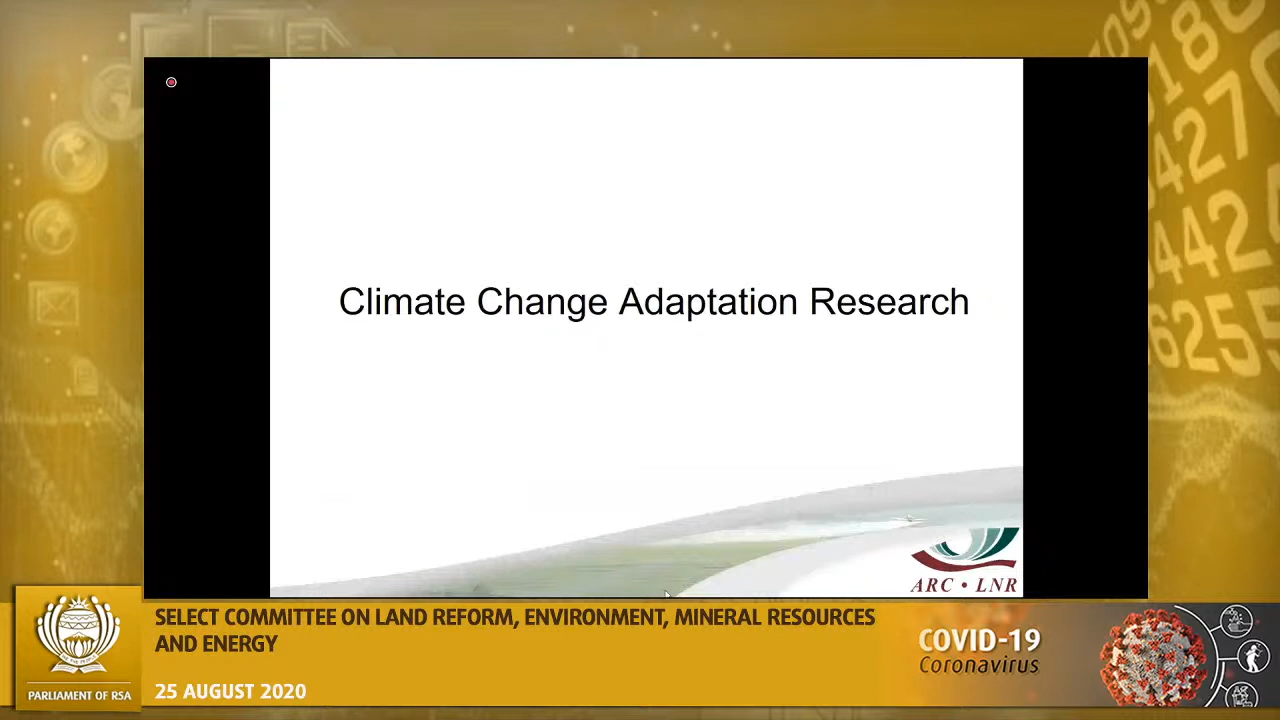 Climate Change Adaptation Research
ARC • LNR
SELECT COMMITTEE ON LAND REFORM, ENVIRONMENT, MINERAL RESOURCES
AND ENERGY
25 AUGUST 2020
PARLIAMENT OF RSA
COVID-19
Coronavirus